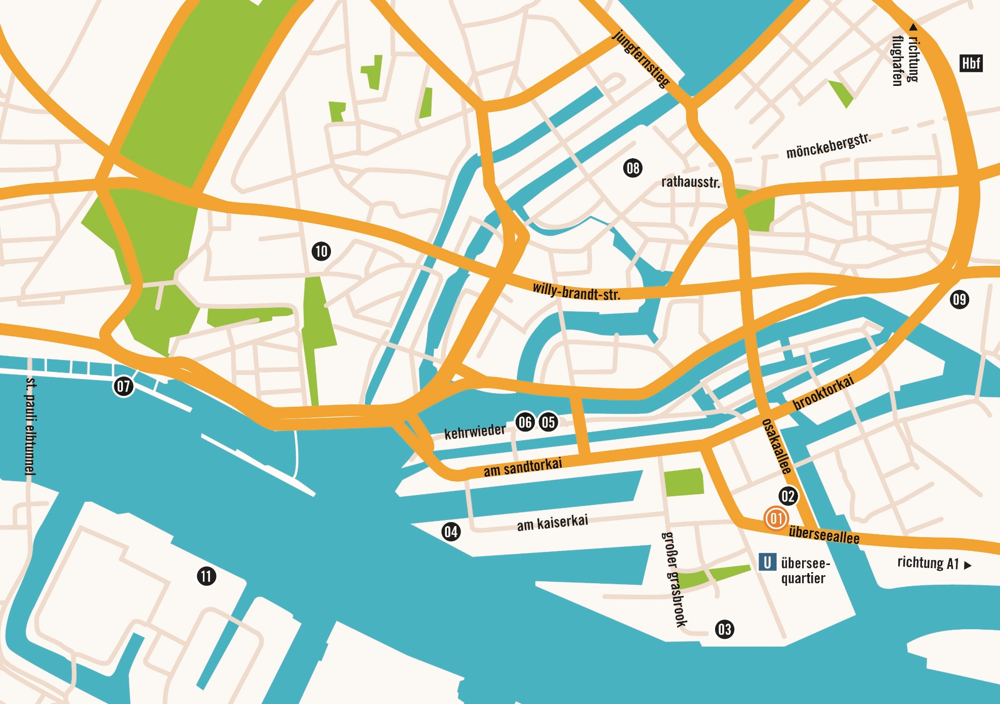 jungfernstieg
richtung
flughafen
Hbf
mönckebergstr.
08
rathausstr.
10
willy-brandt-str.
09
st. pauli elbtunnel
07
brooktorkai
kehrwieder
06
05
osakaallee
am sandtorkai
02
01
am kaiserkai
04
überseeallee
großer grasbrook
U
übersee-
quartier
richtung A1
11
03